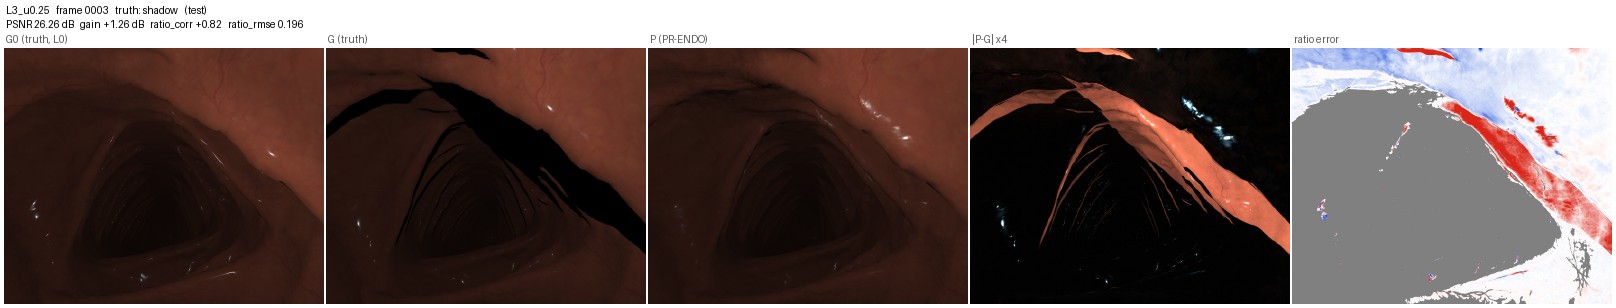 L3_u0.25 frame 0003 truth: shadow (test)
PSNR 26.26 dB gain +1.26 dB ratio_corr +0.82 ratio_rmse 0.196
G0 (truth, L0) G (truth) P (PR-ENDO) |P-G| x4 ratio error